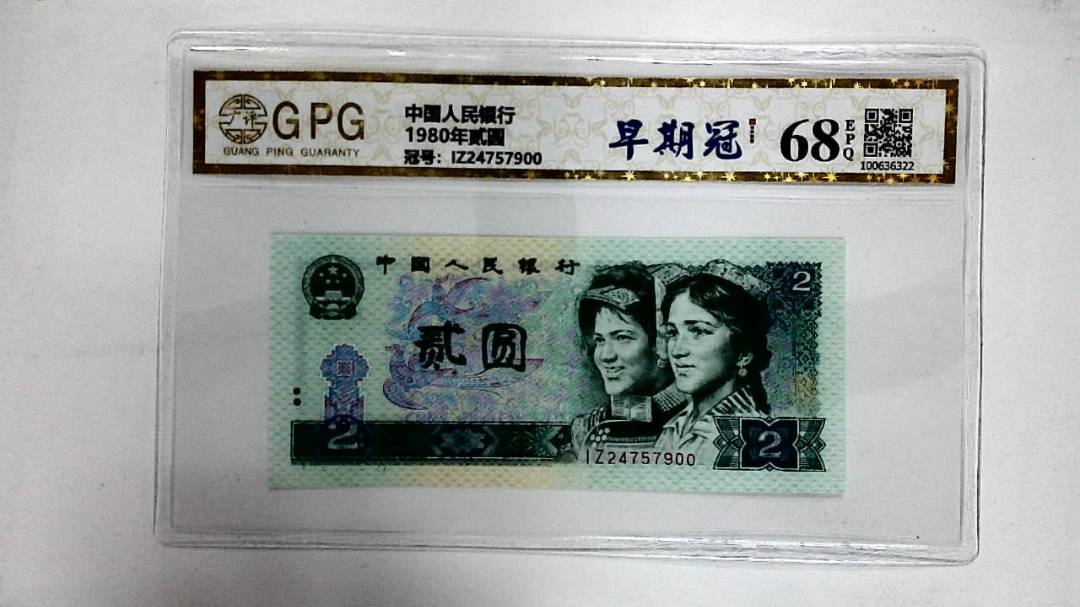 广评
GPG
GUANG PING GUARANTY
中国人民银行
1980年贰圆
冠号: IZ24757900
早期冠
68
EPQ
100636322
中国人民银行
2
贰圆
2
IZ24757900
2